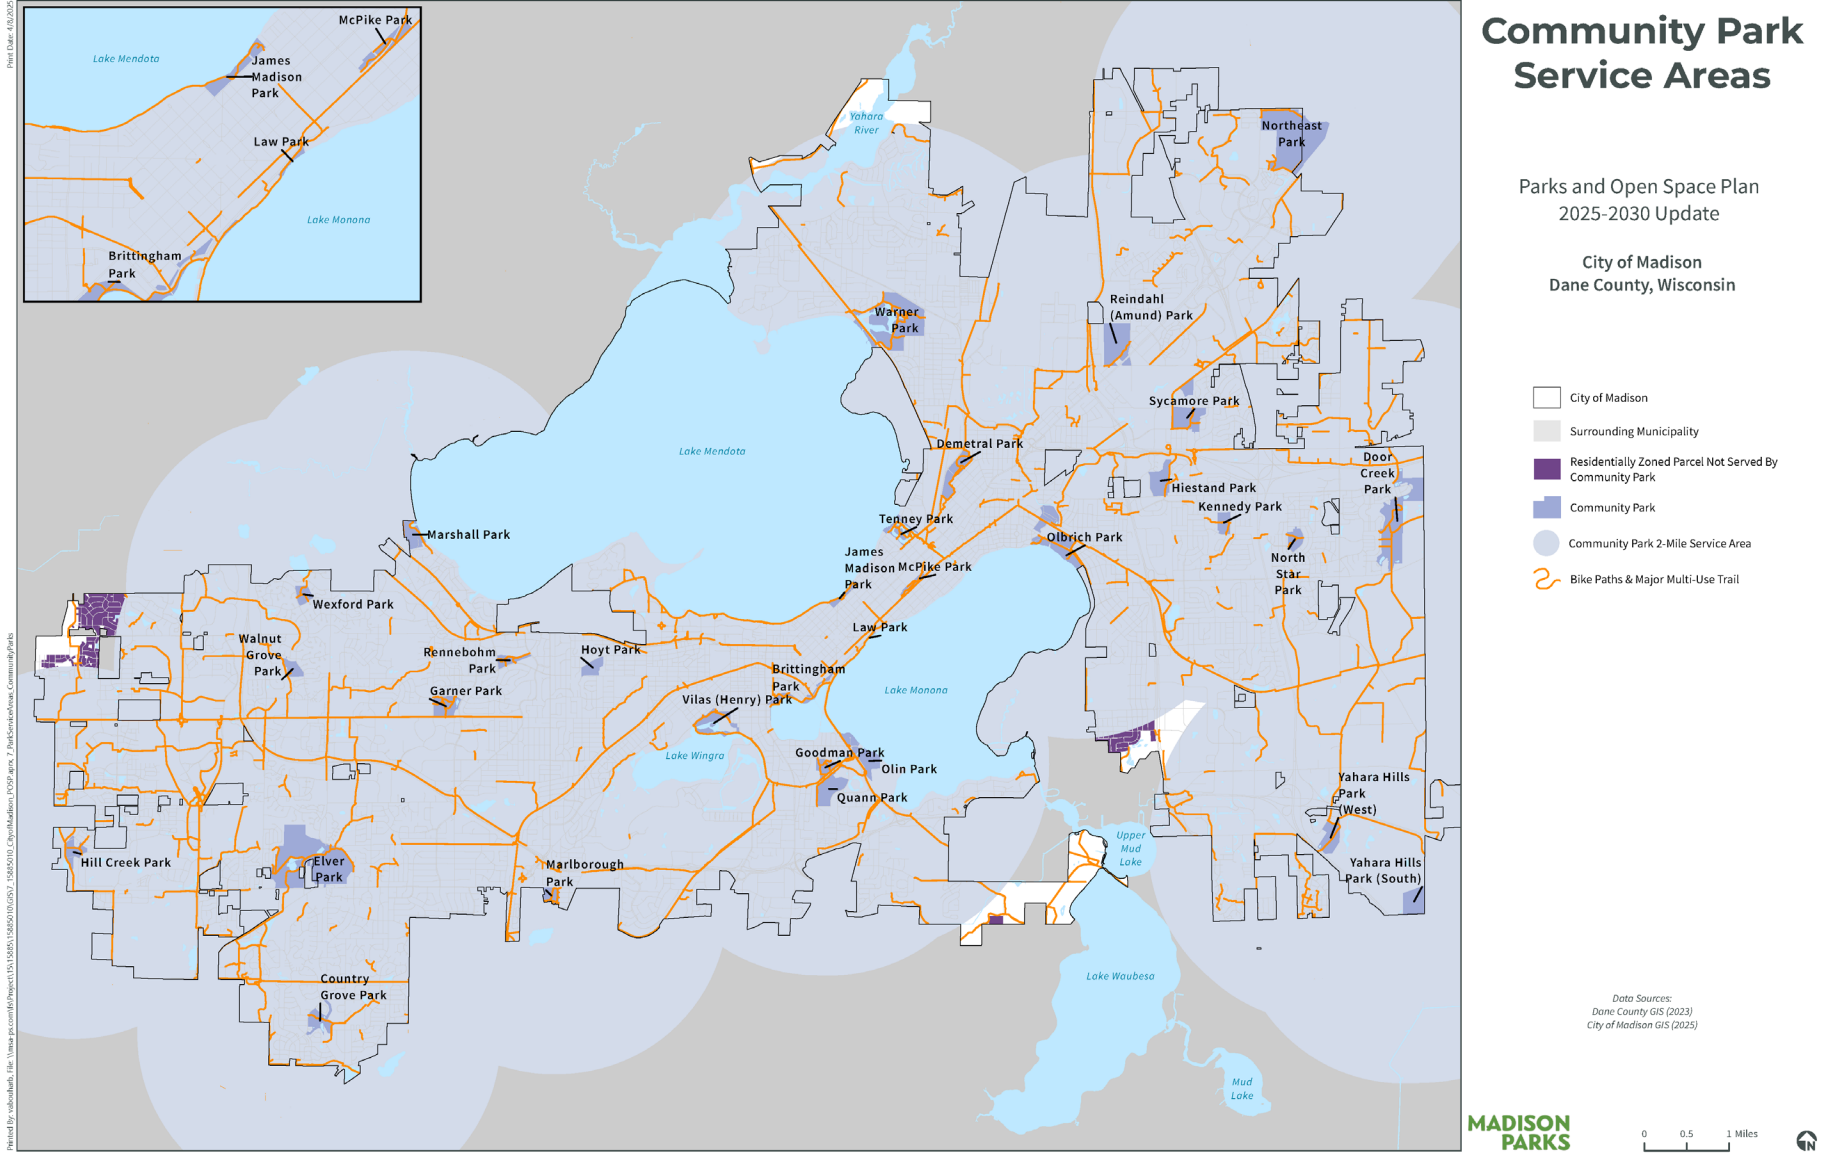 Community Park
Service Areas
Parks and Open Space Plan
2025-2030 Update
City of Madison
Dane County, Wisconsin
City of Madison
Surrounding Municipality
Residentially Zoned Parcel Not Served By
Community Park
Community Park
Community Park 2-Mile Service Area
Bike Paths & Major Multi-Use Trail
Data Sources:
Dane County GIS (2023)
City of Madison GIS (2025)
MADISON
PARKS
0 0.5 1 Miles
N
Print Date: 4/8/2025
McPike Park
Lake Mendota
James
Madison
Park
Law Park
Lake Monona
Brittingham
Park
Yahara
River
Northeast
Park
Warner
Park
Reindahl
(Amund) Park
Sycamore Park
Lake Mendota
Demetral Park
Door
Creek
Park
Hiestand Park
Kennedy Park
Tenney Park
Marshall Park
Olbrich Park
James
Madison
Park
McPike Park
North
Star
Park
Wexford Park
Law Park
Walnut
Grove
Park
Rennebohm
Park
Hoyt Park
Brittingham
Park
Garner Park
Vilas (Henry) Park
Lake Monona
Lake Wingra
Goodman Park
Olin Park
Quann Park
Yahara Hills
Park
(West)
Upper
Mud
Lake
Hill Creek Park
Elver
Park
Marlborough
Park
Yahara Hills
Park (South)
Country
Grove Park
Lake Waubesa
Mud
Lake